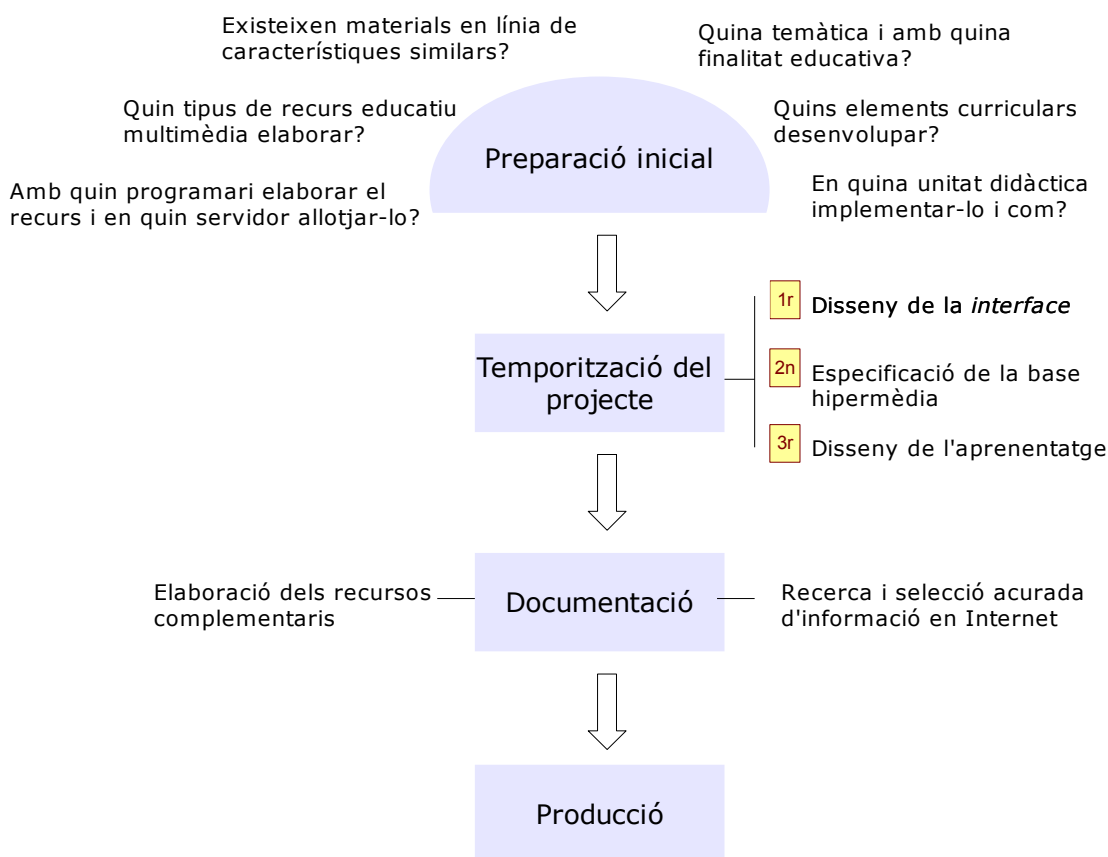 Existeixen materials en línia de
característiques similars?
Quina temàtica i amb quina
finalitat educativa?
Quin tipus de recurs educatiu
multimèdia elaborar?
Quins elements curriculars
desenvolupar?
Preparació inicial
Amb quin programari elaborar el
recurs i en quin servidor allotjar-lo?
En quina unitat didàctica
implementar-lo i com?
1r Disseny de la interface
Temporització del
projecte
2n Especificació de la base
hipermèdia
3r Disseny de l'aprenentatge
Elaboració dels recursos
complementaris
Documentació
Recerca i selecció acurada
d'informació en Internet
Producció